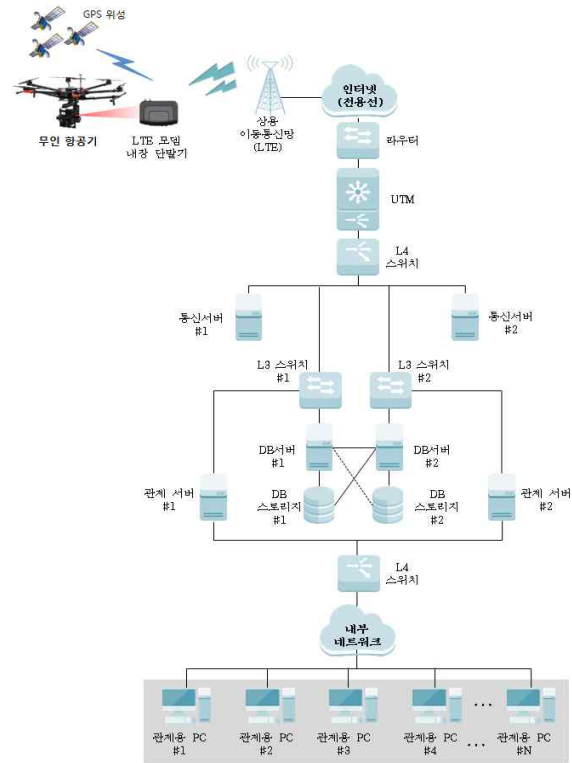 GPS 위성
무인 항공기
LTE 모뎀
내장 단말기
상용
이동통신망
(LTE)
인터넷
(전용선)
라우터
UTM
L4
스위치
통신서버
#1
통신서버
#2
L3 스위치
#1
L3 스위치
#2
DB서버
#1
DB서버
#2
관제 서버
#1
DB
스토리지
#1
DB
스토리지
#2
관제 서버
#2
L4
스위치
내부
네트워크
관제용 PC
#1
관제용 PC
#2
관제용 PC
#3
관제용 PC
#4
...
...
관제용 PC
#N